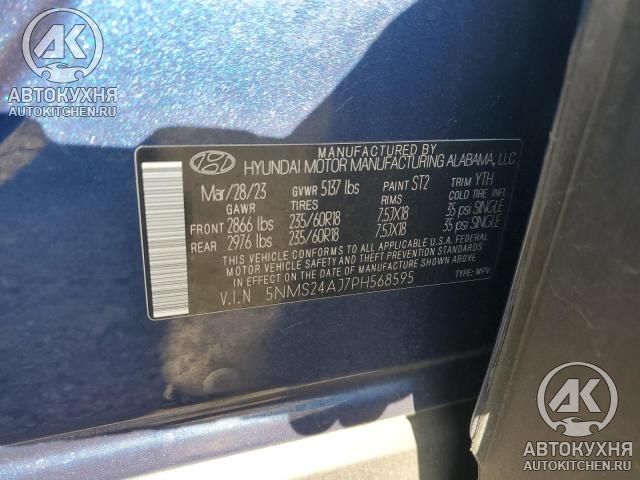 AK
АВТОКУХНЯ
AUTOKITCHEN.RU
MANUFACTURED BY
HYUNDAI MOTOR MANUFACTURING ALABAMA, LLC
Mar/28/23 GVWR 5137 lbs PAINT ST2 TRIM YTH
GAWR TIRES RIMS COLD TIRE INFL
FRONT 2866 lbs 235/60R18 7.5JX18 35 psi SINGLE
REAR 2976 lbs 235/60R18 7.5JX18 35 psi SINGLE
THIS VEHICLE CONFORMS TO ALL APPLICABLE U.S.A. FEDERAL
MOTOR VEHICLE SAFETY, BUMPER, AND THEFT PREVENTION STANDARDS
IN EFFECT ON THE DATE OF MANUFACTURE SHOWN ABOVE.
V.I.N 5NMS24AJ7PH568595 TYPE: MPV
AK
АВТОКУХНЯ
AUTOKITCHEN.RU